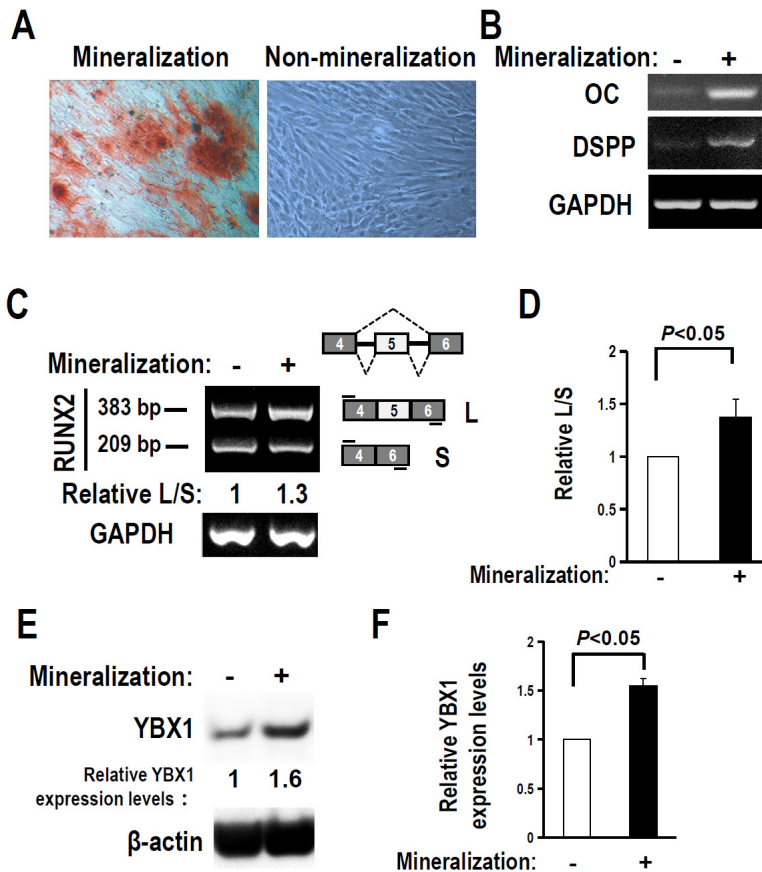 A
Mineralization
Non-mineralization
B
Mineralization: - +
OC
DSPP
GAPDH
C
Mineralization: - +
RUNX2
383 bp
209 bp
Relative L/S: 1 1.3
GAPDH
4 5 6
4 5 6 L
4 6 S
D
P<0.05
Relative L/S
2
1.5
1
0.5
0
Mineralization: - +
E
Mineralization: - +
YBX1
Relative YBX1
expression levels : 1 1.6
β-actin
F
P<0.05
Relative YBX1
expression levels
2
1.5
1
0.5
0
Mineralization: - +